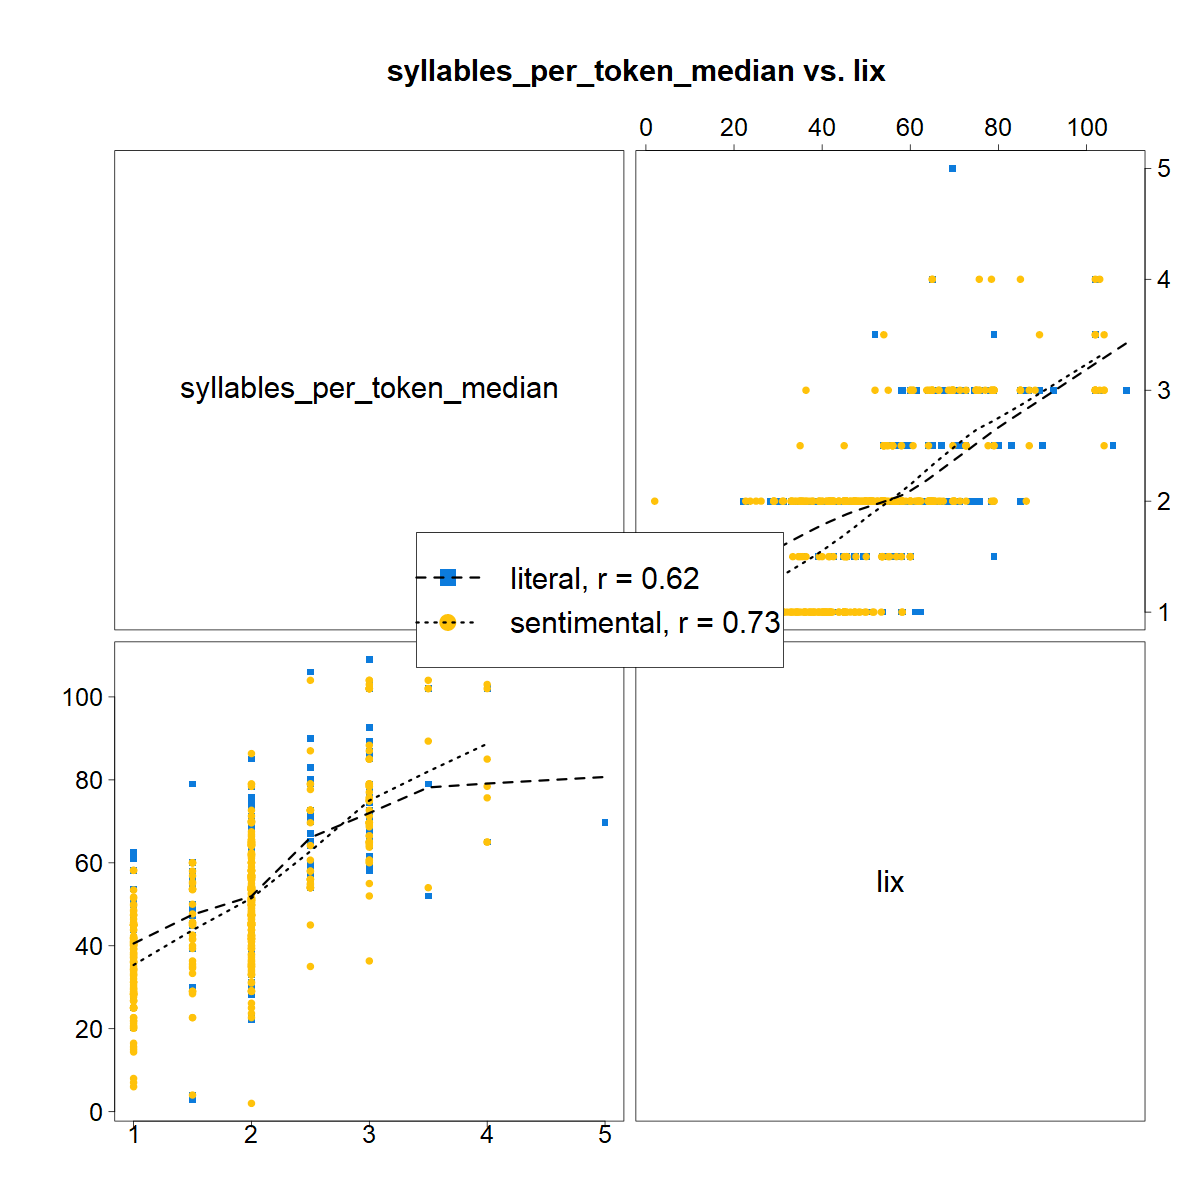 syllables_per_token_median vs. lix
0 20 40 60 80 100
syllables_per_token_median
5
4
3
2
1
literal, r = 0.62
sentimental, r = 0.73
100
80
60
40
20
0
lix
1 2 3 4 5